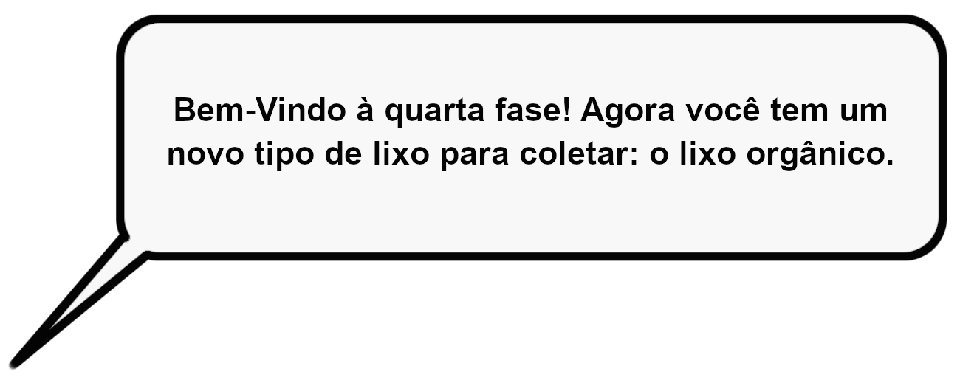 Bem-Vindo à quarta fase! Agora você tem um
novo tipo de lixo para coletar: o lixo orgânico.